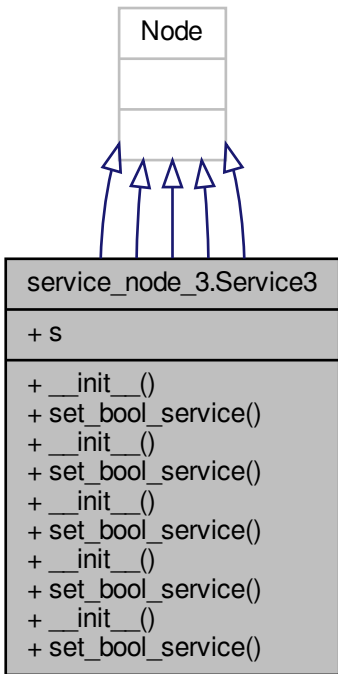 Node
service_node_3.Service3
+ s
+ __init__()
+ set_bool_service()
+ __init__()
+ set_bool_service()
+ __init__()
+ set_bool_service()
+ __init__()
+ set_bool_service()
+ __init__()
+ set_bool_service()